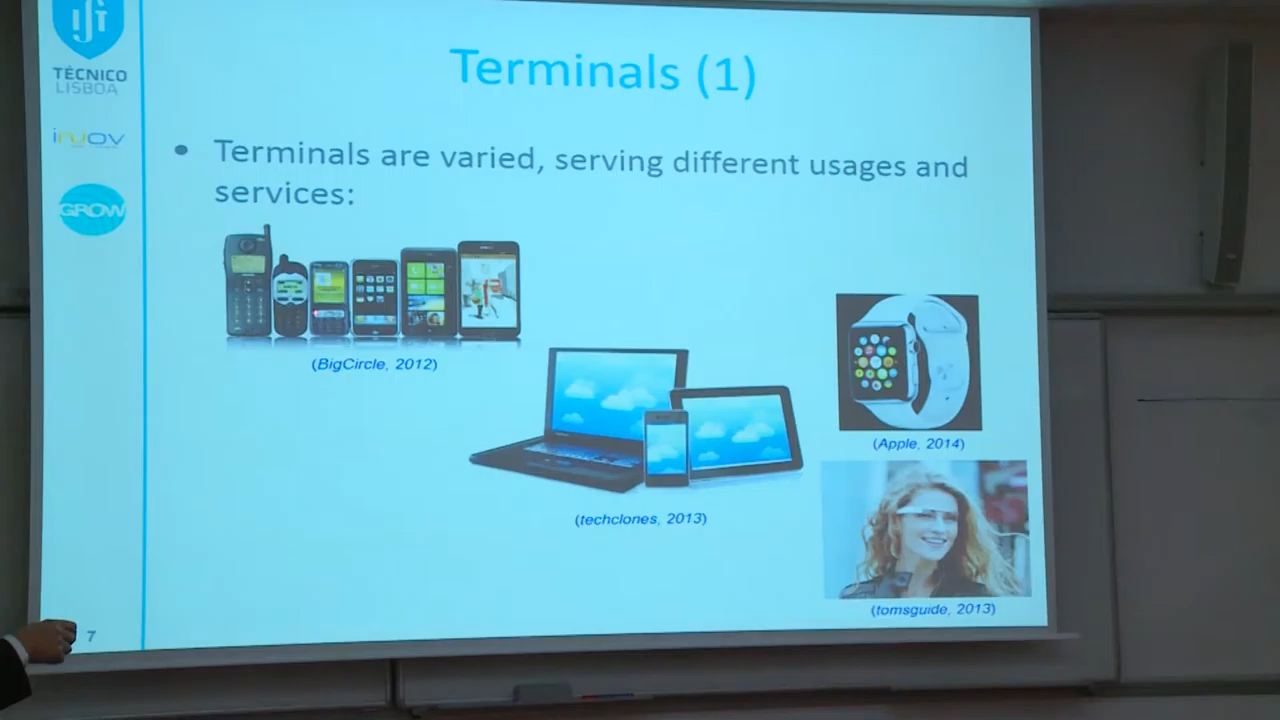 TÉCNICO
LISBOA
inov
GROW
Terminals (1)
• Terminals are varied, serving different usages and
services:
(BigCircle, 2012)
(techclones, 2013)
(Apple, 2014)
(tomsguide, 2013)
7